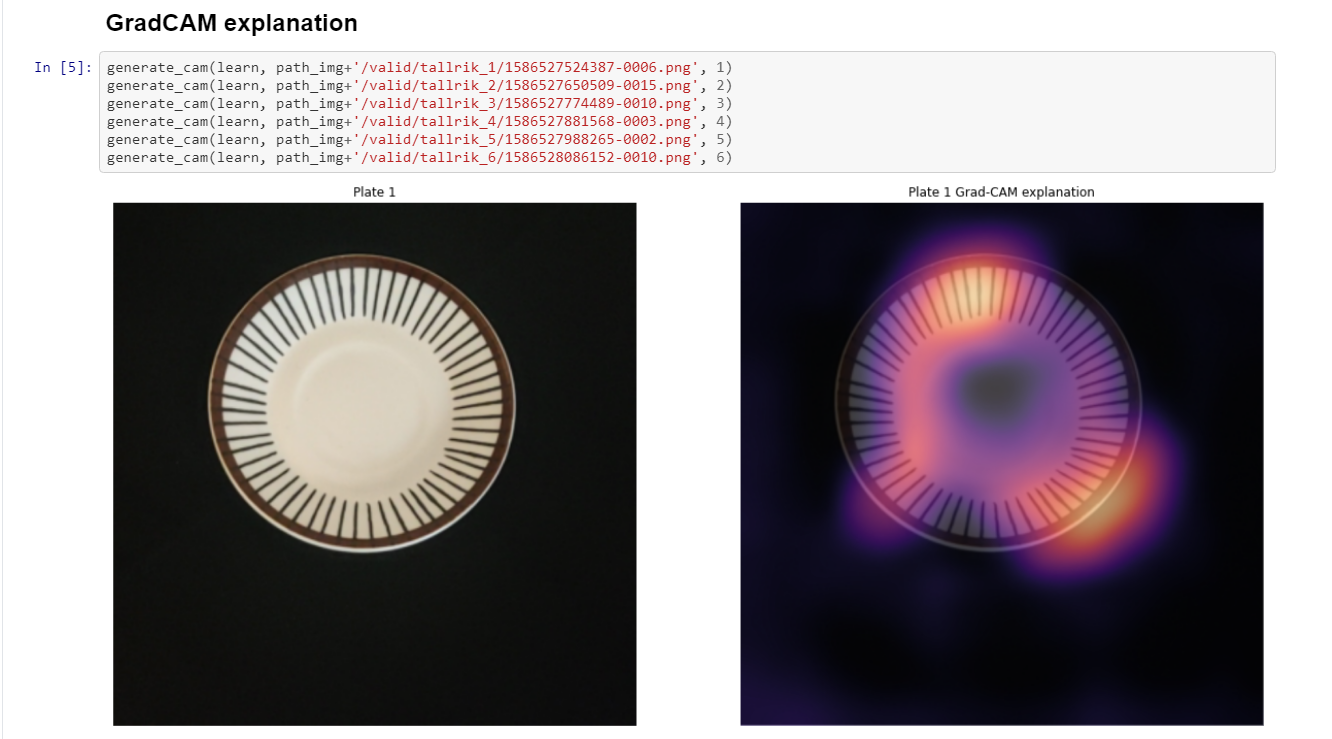 GradCAM explanation
In [5]:
generate_cam(learn, path_img+'/valid/tallrik_1/1586527524387-0006.png', 1)
generate_cam(learn, path_img+'/valid/tallrik_2/1586527650509-0015.png', 2)
generate_cam(learn, path_img+'/valid/tallrik_3/1586527774489-0010.png', 3)
generate_cam(learn, path_img+'/valid/tallrik_4/1586527881568-0003.png', 4)
generate_cam(learn, path_img+'/valid/tallrik_5/1586527988265-0002.png', 5)
generate_cam(learn, path_img+'/valid/tallrik_6/1586528086152-0010.png', 6)
Plate 1
Plate 1 Grad-CAM explanation